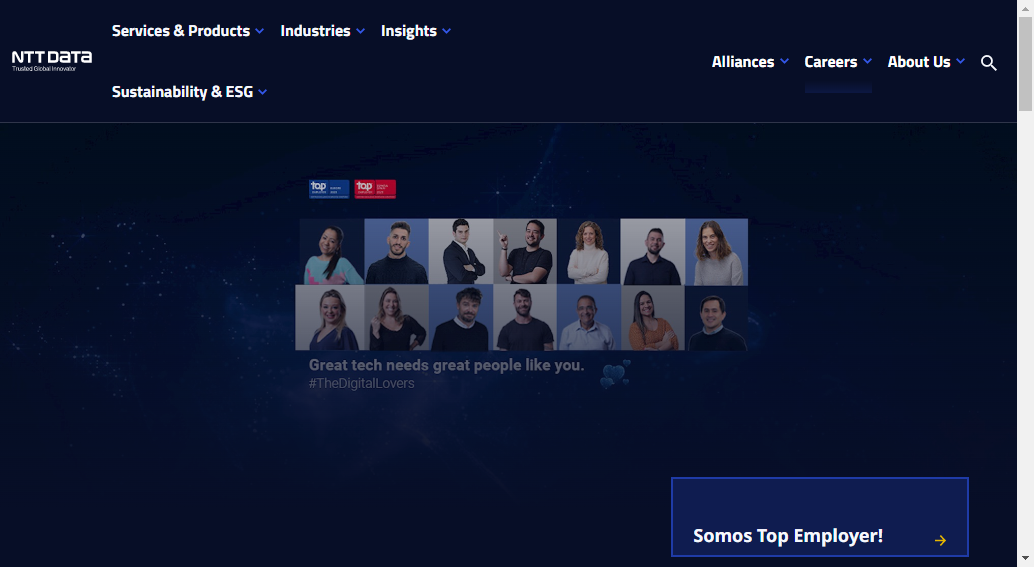 Services & Products
Industries
Insights
NTT DATA
Trusted Global Innovator
Alliances
Careers
About Us
Sustainability & ESG
top
top
Great tech needs great people like you.
#TheDigitalLovers
Somos Top Employer!